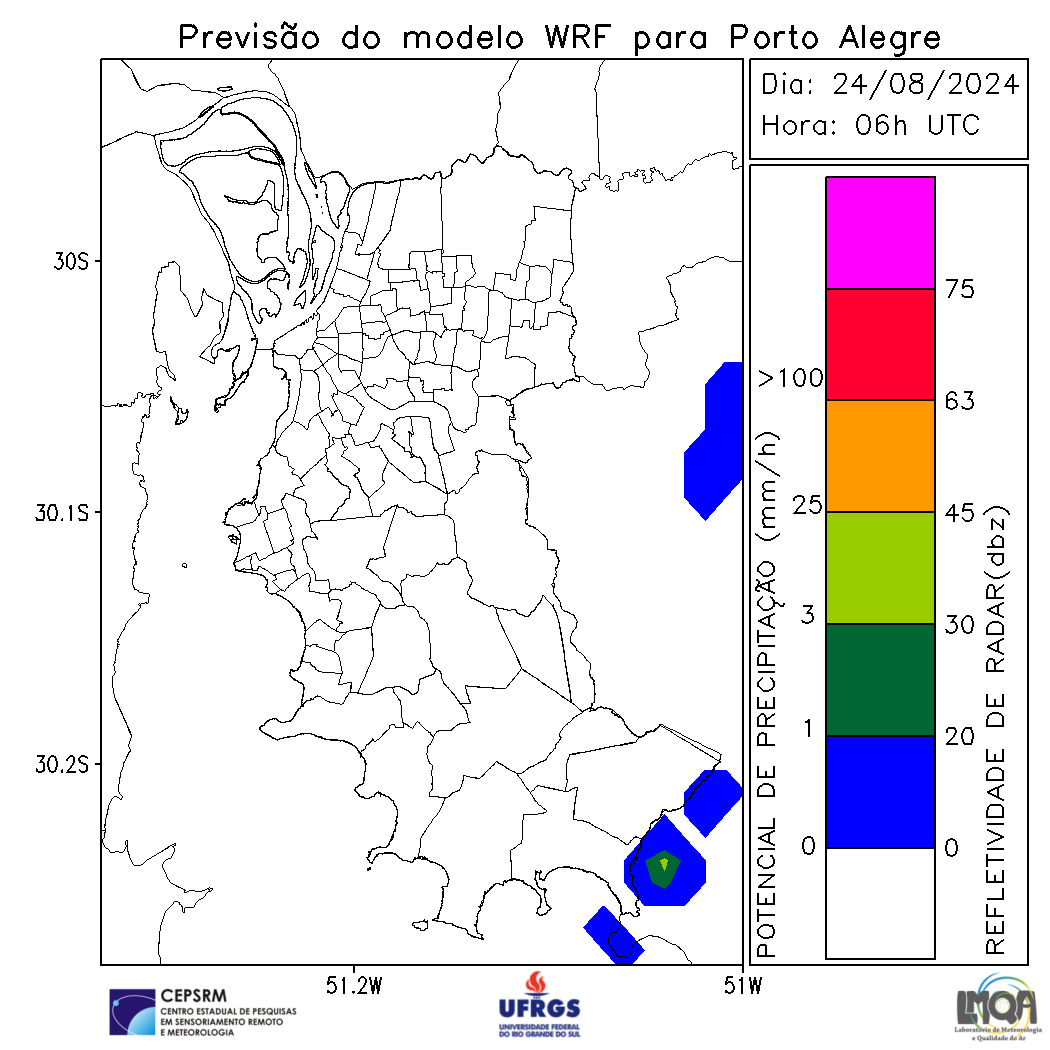 Previsão do modelo WRF para Porto Alegre
Dia: 24/08/2024
Hora: 06h UTC
30S
30.1S
30.2S
51.2W
51W
POTENCIAL DE PRECIPITAÇÃO (mm/h)
>100
25
3
1
0
75
63
45
30
20
0
REFLETIVIDADE DE RADAR(dbz)
CEPSRM
CENTRO ESTADUAL DE PESQUISAS
EM SENSORIAMENTO REMOTO
E METEOROLOGIA
UFRGS
UNIVERSIDADE FEDERAL
DO RIO GRANDE DO SUL
LMQA
Laboratório de Meteorologia
e Qualidade do Ar